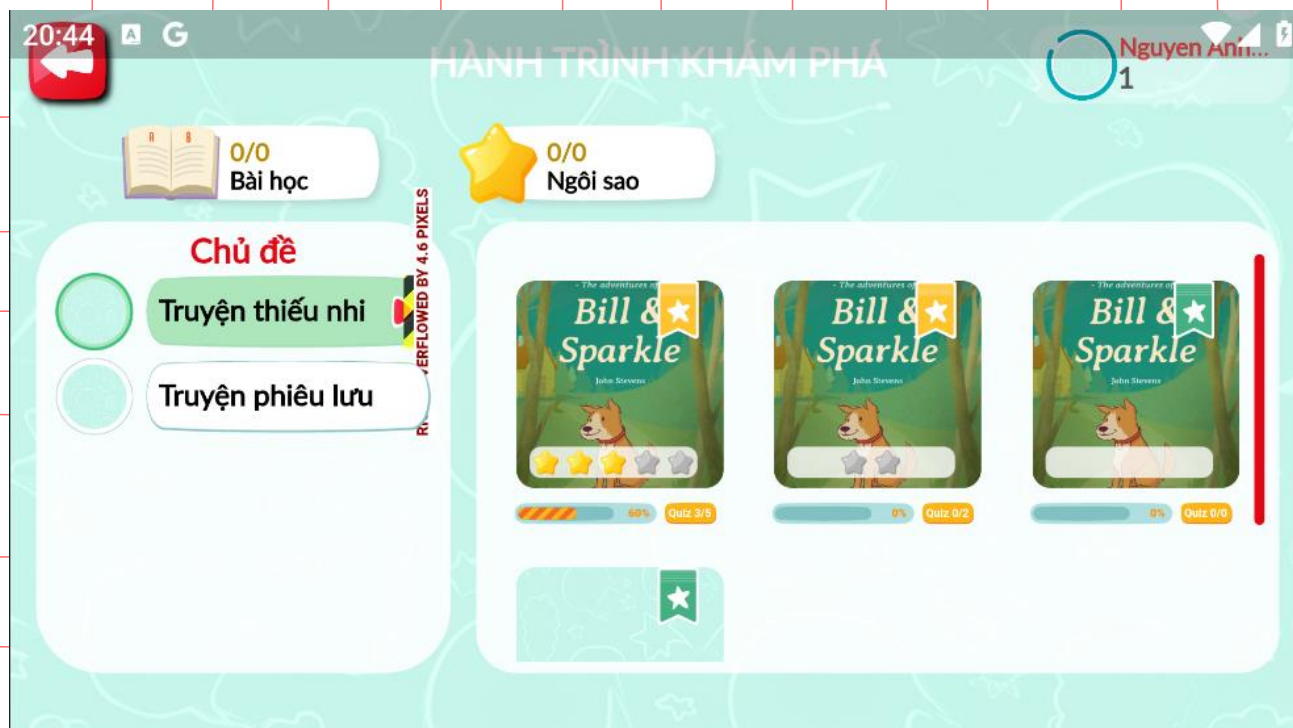 20:44 A G
HÀNH TRÌNH KHÁM PHÁ
Nguyen Anh...
1
A B
0/0
Bài học
0/0
Ngôi sao
Chủ đề
Truyện thiếu nhi
Truyện phiêu lưu
ERFLOWED BY 4.6 PIXELS
- The adventures of
Bill &
Sparkle
John Stevens
60% Quiz 3/5
- The adventures of
Bill &
Sparkle
John Stevens
0% Quiz 0/2
- The adventures of
Bill &
Sparkle
John Stevens
0% Quiz 0/0